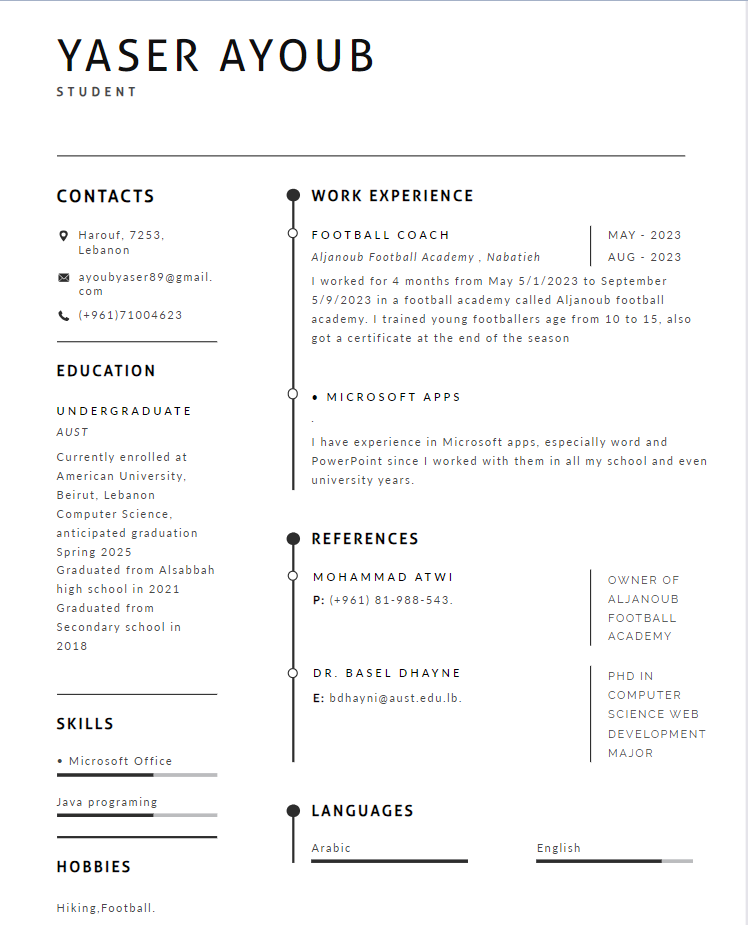 YASER AYOUB
STUDENT
CONTACTS
Harouf, 7253,
Lebanon
ayoubyaser89@gmail.
com
(+961)71004623
EDUCATION
UNDERGRADUATE
AUST
Currently enrolled at
American University,
Beirut, Lebanon
Computer Science,
anticipated graduation
Spring 2025
Graduated from Alsabbah
high school in 2021
Graduated from
Secondary school in
2018
SKILLS
• Microsoft Office
Java programing
HOBBIES
Hiking,Football.
WORK EXPERIENCE
FOOTBALL COACH
Aljanoub Football Academy , Nabatieh
MAY - 2023
AUG - 2023
I worked for 4 months from May 5/1/2023 to September
5/9/2023 in a football academy called Aljanoub football
academy. I trained young footballers age from 10 to 15, also
got a certificate at the end of the season
• MICROSOFT APPS
.
I have experience in Microsoft apps, especially word and
PowerPoint since I worked with them in all my school and even
university years.
REFERENCES
MOHAMMAD ATWI
P: (+961) 81-988-543.
OWNER OF
ALJANOUB
FOOTBALL
ACADEMY
DR. BASEL DHAYNE
E: bdhayni@aust.edu.lb.
PHD IN
COMPUTER
SCIENCE WEB
DEVELOPMENT
MAJOR
LANGUAGES
Arabic
English